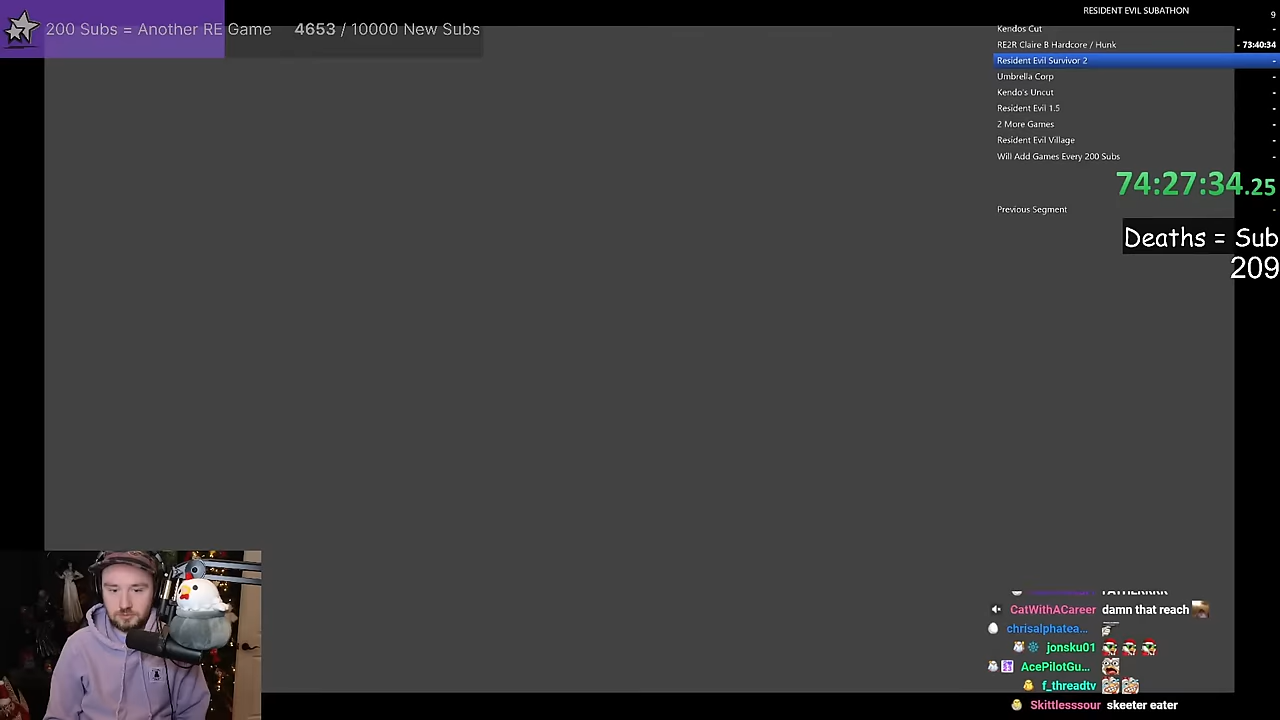 200 Subs = Another RE Game 4653 / 10000 New Subs
RESIDENT EVIL SUBATHON
9
Kendos Cut - -
RE2R Claire B Hardcore / Hunk - 73:40:34
Resident Evil Survivor 2 -
Umbrella Corp -
Kendo's Uncut -
Resident Evil 1.5 -
2 More Games -
Resident Evil Village -
Will Add Games Every 200 Subs -
74:27:34.25
Previous Segment -
Deaths = Sub
209
CatWithACareer damn that reach
chrisalphatea...
jonsku01
AcePilotGu...
f_threadtv
Skittlesssour skeeter eater